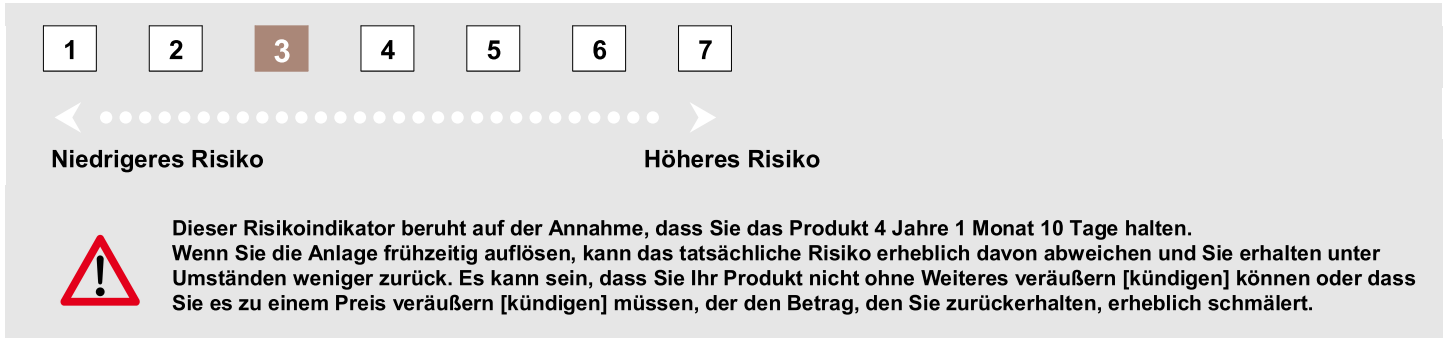 1 2 3 4 5 6 7
Niedrigeres Risiko Höheres Risiko
Dieser Risikoindikator beruht auf der Annahme, dass Sie das Produkt 4 Jahre 1 Monat 10 Tage halten.
Wenn Sie die Anlage frühzeitig auflösen, kann das tatsächliche Risiko erheblich davon abweichen und Sie erhalten unter
Umständen weniger zurück. Es kann sein, dass Sie Ihr Produkt nicht ohne Weiteres veräußern [kündigen] können oder dass
Sie es zu einem Preis veräußern [kündigen] müssen, der den Betrag, den Sie zurückerhalten, erheblich schmälert.